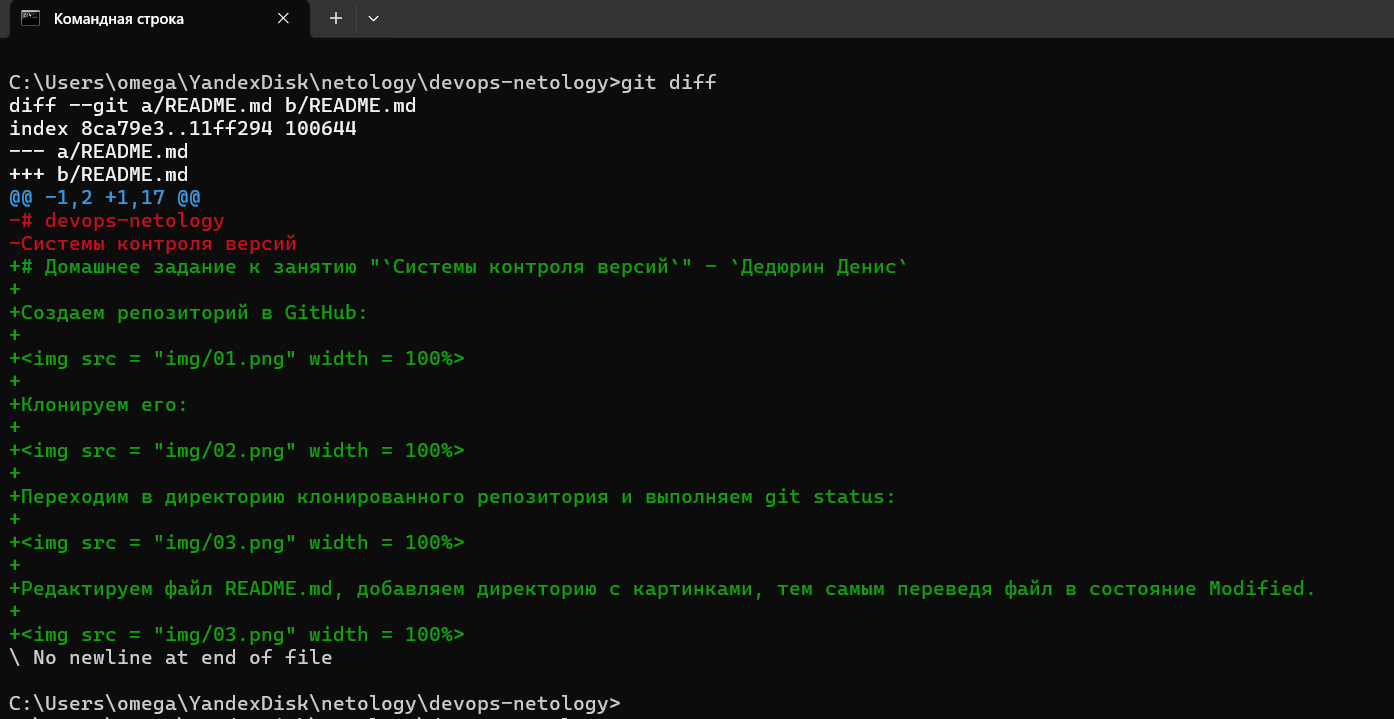 Командная строка
C:\Users\omega\YandexDisk\netology\devops-netology>git diff
diff --git a/README.md b/README.md
index 8ca79e3..11ff294 100644
--- a/README.md
+++ b/README.md
@@ -1,2 +1,17 @@
-# devops-netology
-Системы контроля версий
+# Домашнее задание к занятию "`Системы контроля версий`" - `Дедюрин Денис`
+
+Создаем репозиторий в GitHub:
+
+<img src = "img/01.png" width = 100%>
+
+Клонируем его:
+
+<img src = "img/02.png" width = 100%>
+
+Переходим в директорию клонированного репозитория и выполняем git status:
+
+<img src = "img/03.png" width = 100%>
+
+Редактируем файл README.md, добавляем директорию с картинками, тем самым переведя файл в состояние Modified.
+
+<img src = "img/03.png" width = 100%>
\ No newline at end of file
C:\Users\omega\YandexDisk\netology\devops-netology>